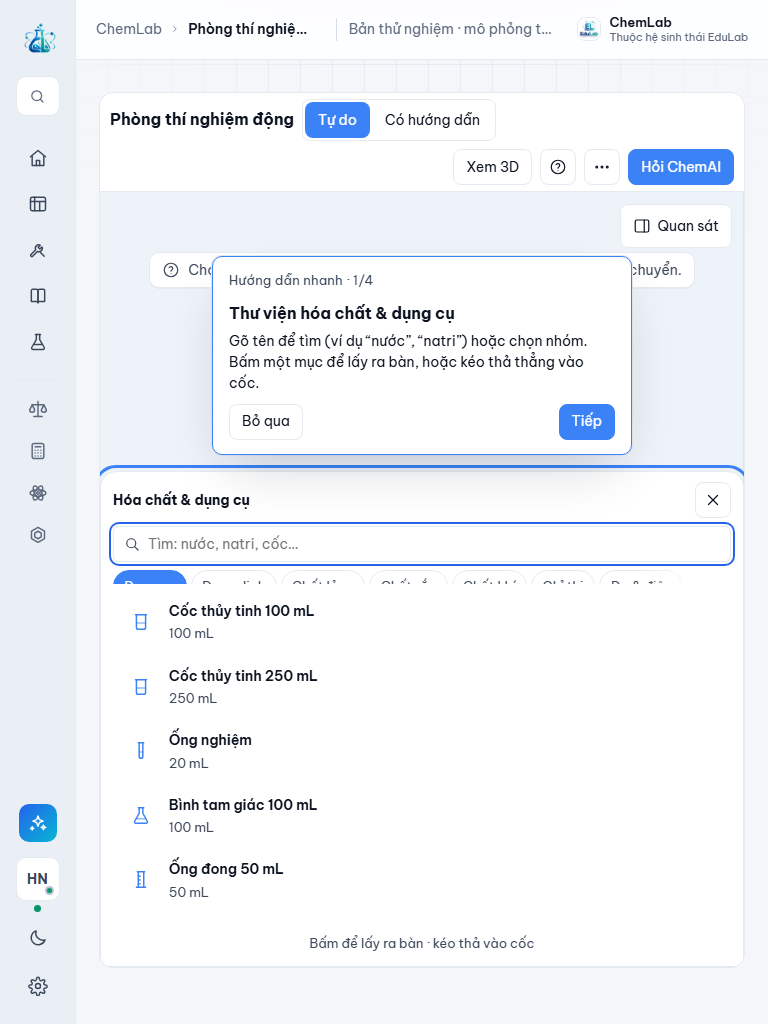 ChemLab
Phòng thí nghiệ...
Bản thử nghiệm · mô phỏng t...
ChemLab
Thuộc hệ sinh thái EduLab
Phòng thí nghiệm động
Tự do
Có hướng dẫn
Xem 3D
Hỏi ChemAI
Quan sát
chuyển.
Hướng dẫn nhanh · 1/4
Thư viện hóa chất & dụng cụ
Gõ tên để tìm (ví dụ “nước”, “natri”) hoặc chọn nhóm.
Bấm một mục để lấy ra bàn, hoặc kéo thả thẳng vào
cốc.
Bỏ qua
Tiếp
Hóa chất & dụng cụ
Tìm: nước, natri, cốc...
Cốc thủy tinh 100 mL
100 mL
Cốc thủy tinh 250 mL
250 mL
Ống nghiệm
20 mL
Bình tam giác 100 mL
100 mL
Ống đong 50 mL
50 mL
Bấm để lấy ra bàn · kéo thả vào cốc
HN